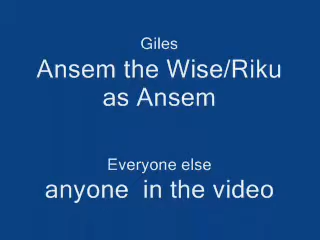 Giles
Ansem the Wise/Riku
as Ansem
Everyone else
anyone in the video